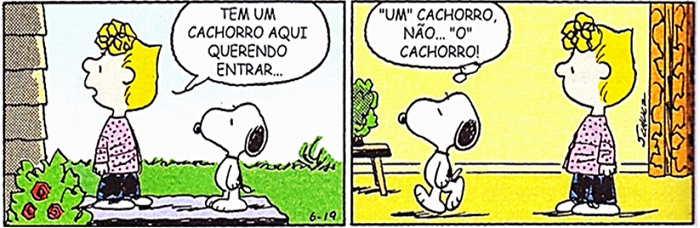 TEM UM
CACHORRO AQUI
QUERENDO
ENTRAR...
6-19
"UM" CACHORRO,
NÃO... "O"
CACHORRO!